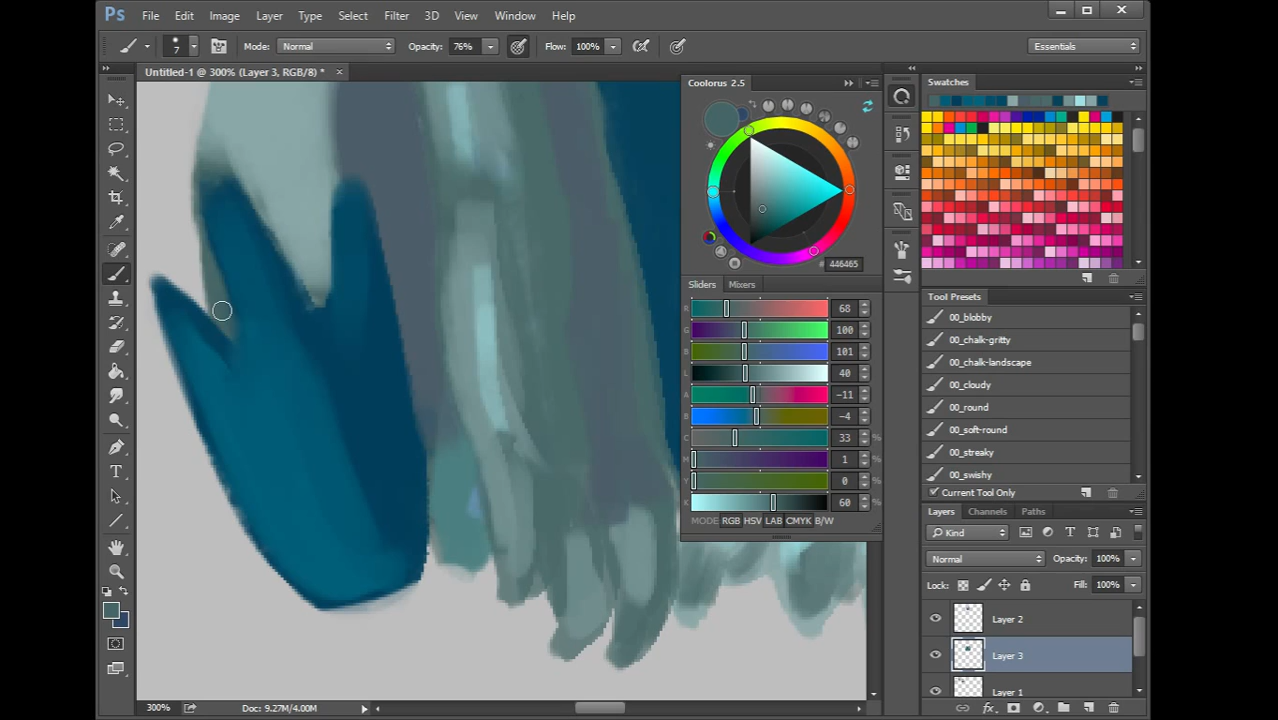 Ps File Edit Image Layer Type Select Filter 3D View Window Help
7 Mode: Normal Opacity: 76% Flow: 100% Essentials
Untitled-1 @ 300% (Layer 3, RGB/8) * ×
Coolorus 2.5
# 446465
Sliders Mixers
R 68
G 100
B 101
L 40
A -11
B -4
C 33 %
M 1 %
Y 0 %
K 60 %
MODE RGB HSV LAB CMYK B/W
Swatches
Tool Presets
00_blobby
00_chalk-gritty
00_chalk-landscape
00_cloudy
00_round
00_soft-round
00_streaky
00_swishy
Current Tool Only
Layers Channels Paths
Kind
Normal Opacity: 100%
Lock: Fill: 100%
Layer 2
Layer 3
Layer 1
fx
300% Doc: 9.27M/4.00M